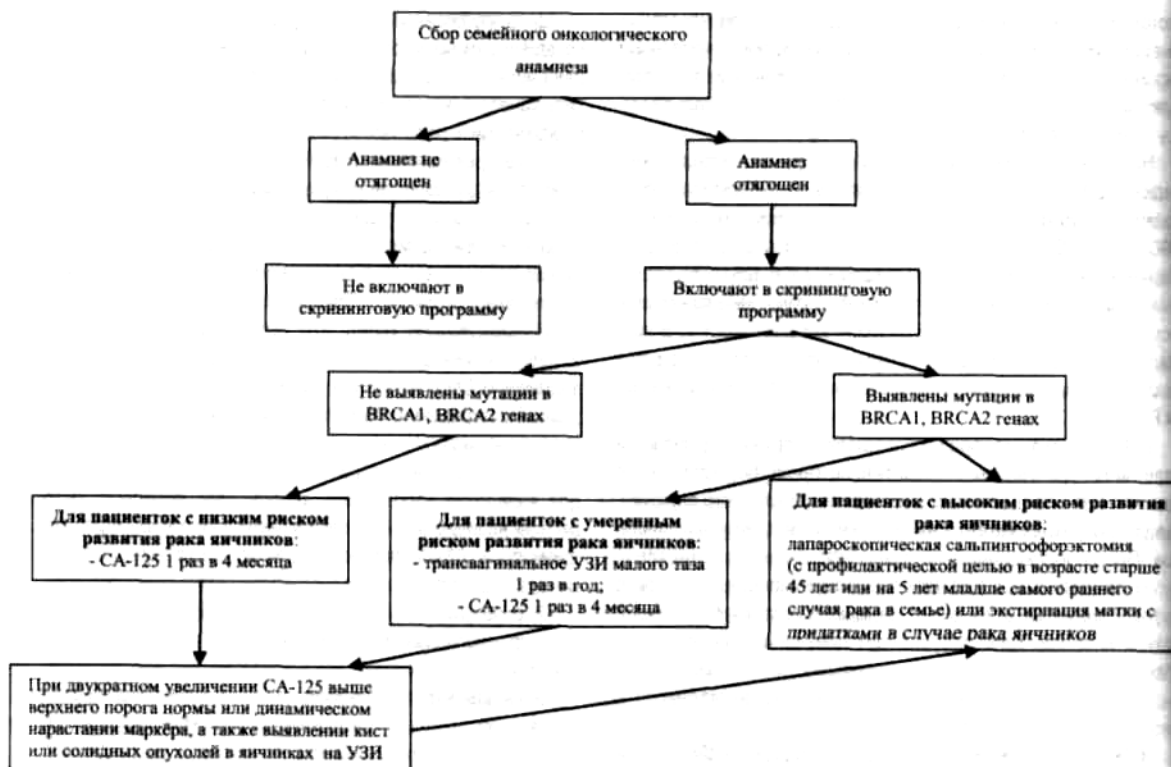 Сбор семейного онкологического
анамнеза
Анамнез не
отягощен
Анамнез
отягощен
Не включают в
скрининговую программу
Включают в скрининговую
программу
Не выявлены мутации в
BRCA1, BRCA2 генах
Выявлены мутации в
BRCA1, BRCA2 генах
Для пациенток с низким риском
развития рака яичников:
- СА-125 1 раз в 4 месяца
Для пациенток с умеренным
риском развития рака яичников:
- трансвагинальное УЗИ малого таза
1 раз в год;
- СА-125 1 раз в 4 месяца
Для пациенток с высоким риском развития
рака яичников:
лапароскопическая сальпингоофорэктомия
(с профилактической целью в возрасте старше
45 лет или на 5 лет младше самого раннего
случая рака в семье) или экстирпация матки с
придатками в случае рака яичников
При двукратном увеличении СА-125 выше
верхнего порога нормы или динамическом
нарастании маркёра, а также выявлении кист
или солидных опухолей в яичниках на УЗИ